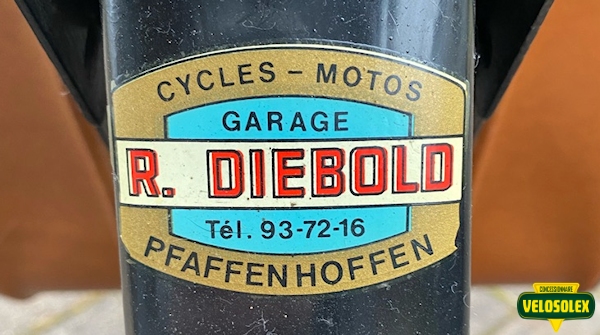 CYCLES - MOTOS
GARAGE
R. DIEBOLD
Tél. 93-72-16
PFAFFENHOFFEN
CONCESSIONNAIRE
VELOSOLEX